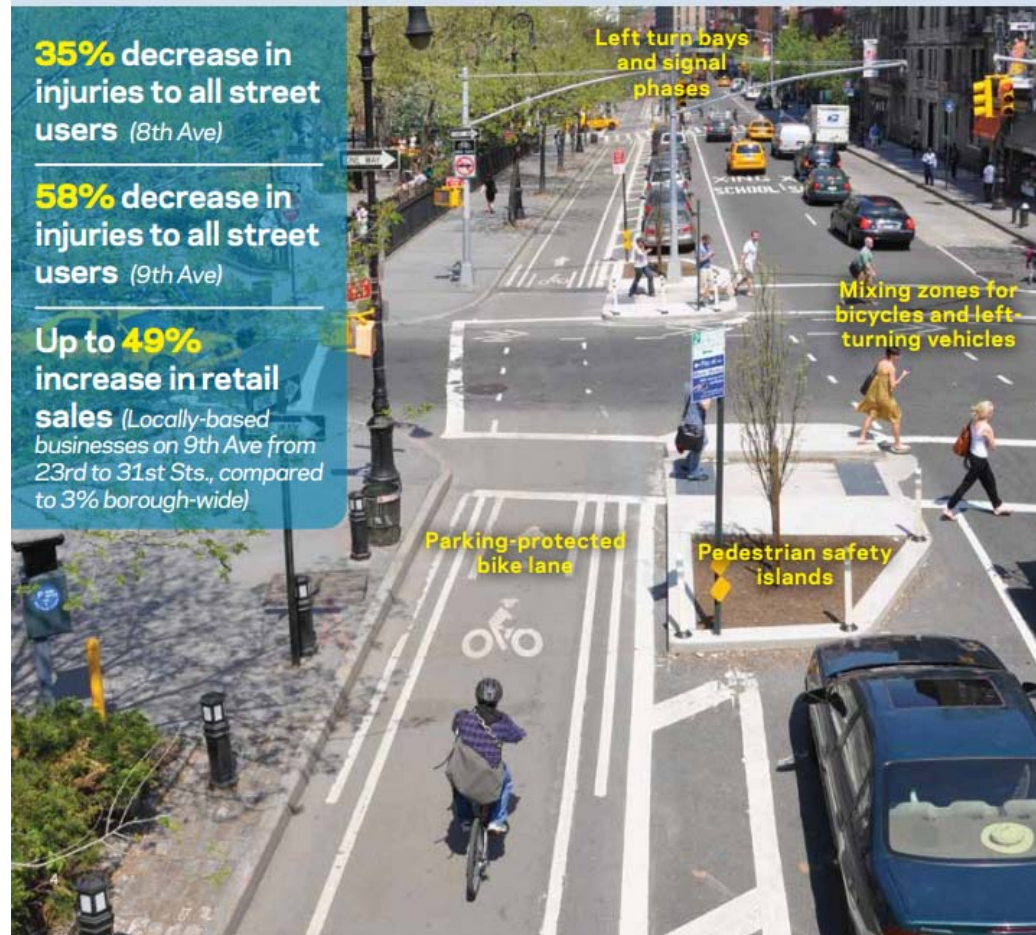 35% decrease in
injuries to all street
users (8th Ave)
58% decrease in
injuries to all street
users (9th Ave)
Up to 49%
increase in retail
sales (Locally-based
businesses on 9th Ave from
23rd to 31st Sts., compared
to 3% borough-wide)
Left turn bays
and signal
phases
WAY
XING
SCHOOL
Mixing zones for
bicycles and left-
turning vehicles
Parking-protected
bike lane
Pedestrian safety
islands
4